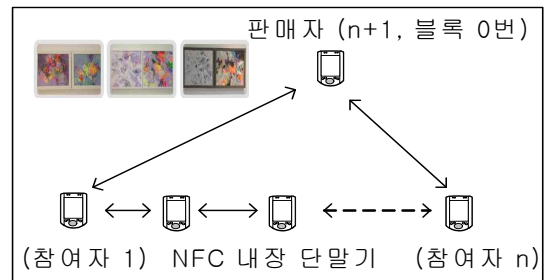 판매자 (n+1, 블록 0번)
(참여자 1) NFC 내장 단말기 (참여자 n)